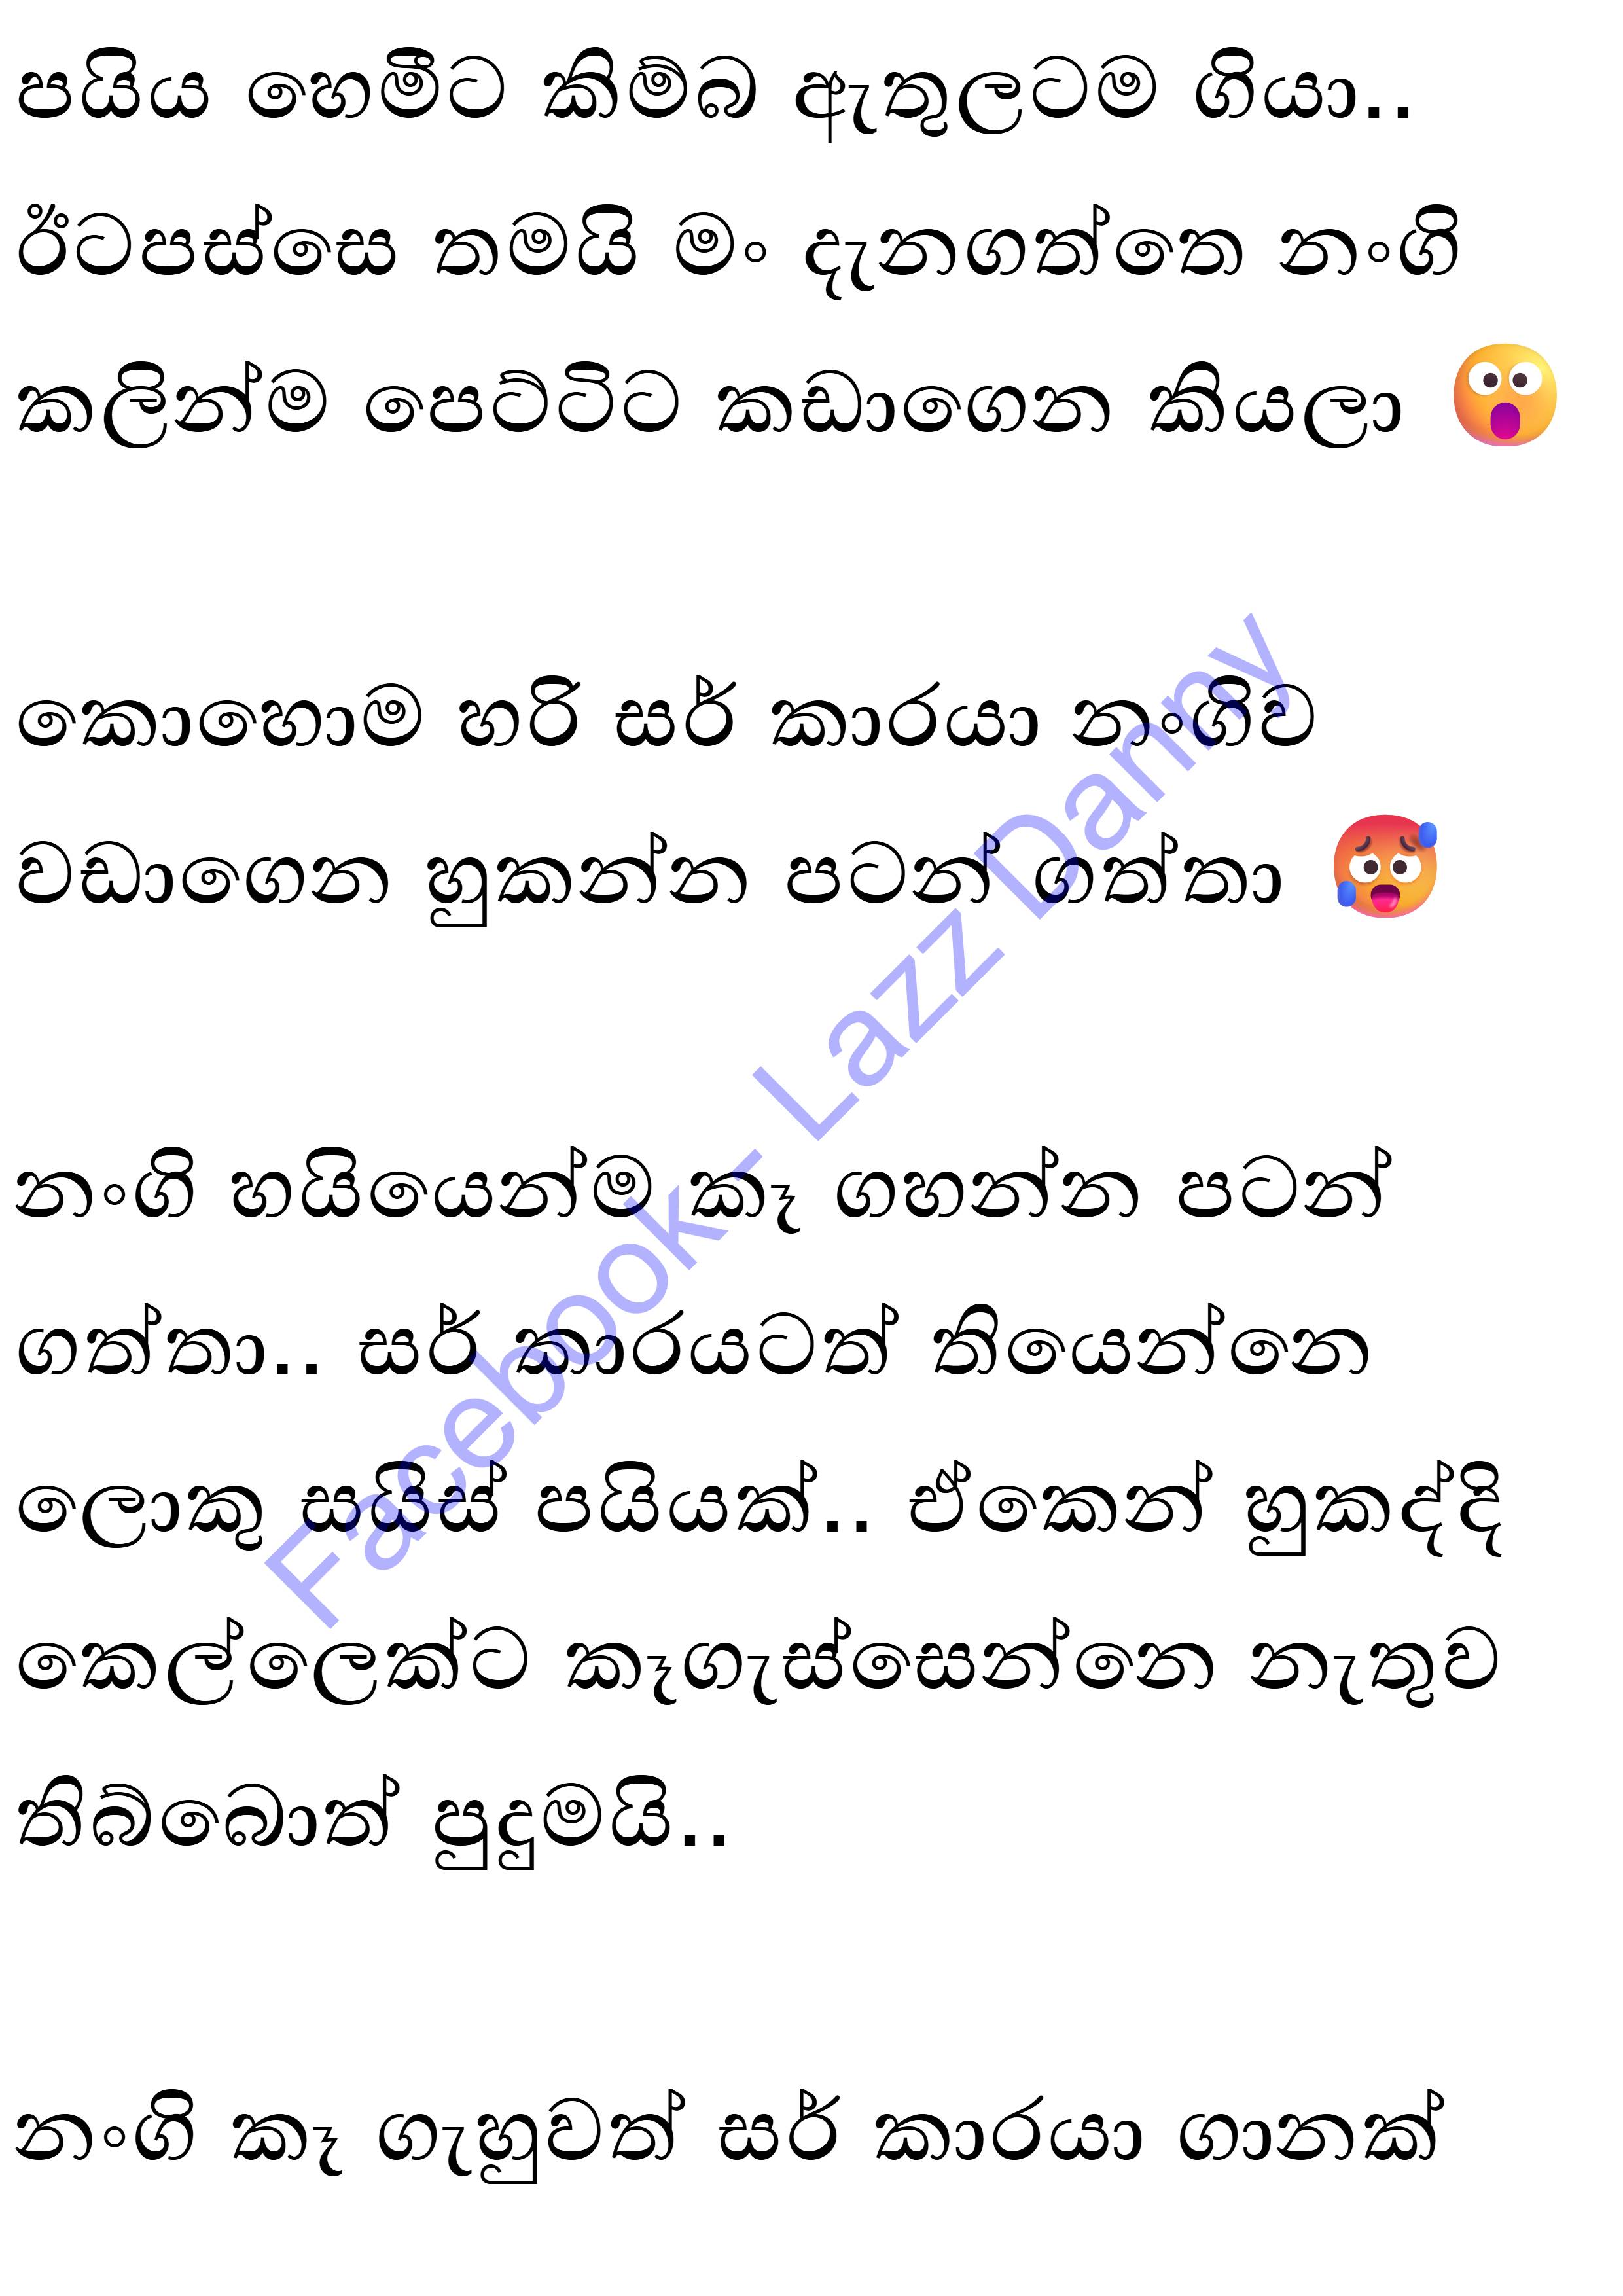 පයිය හෙමීට කිම්බ ඇතුලටම ගියා..
ඊටපස්සෙ තමයි මං දැනගත්තෙ නංගි
කලින්ම පෙට්ටිට කඩාගෙන කියලා 😲
කොහොම හරි සර් කාරයා නංගිව
වඩාගෙන හුකන්න පටන් ගත්තා 🥵
නංගි හයියෙන්ම කෑ ගහන්න පටන්
ගත්තා.. සර් කාරයටත් තියෙන්නෙ
ලොකු සයිස් පයියක්.. ඒකෙන් හුකද්දි
කෙල්ලෙක්ට කෑගැස්සෙන්නෙ නැතුව
තිබ්බොත් පුදුමයි..
නංගි කෑ ගැහුවත් සර් කාරයා ගානක්
Facebook - Lazz Danny